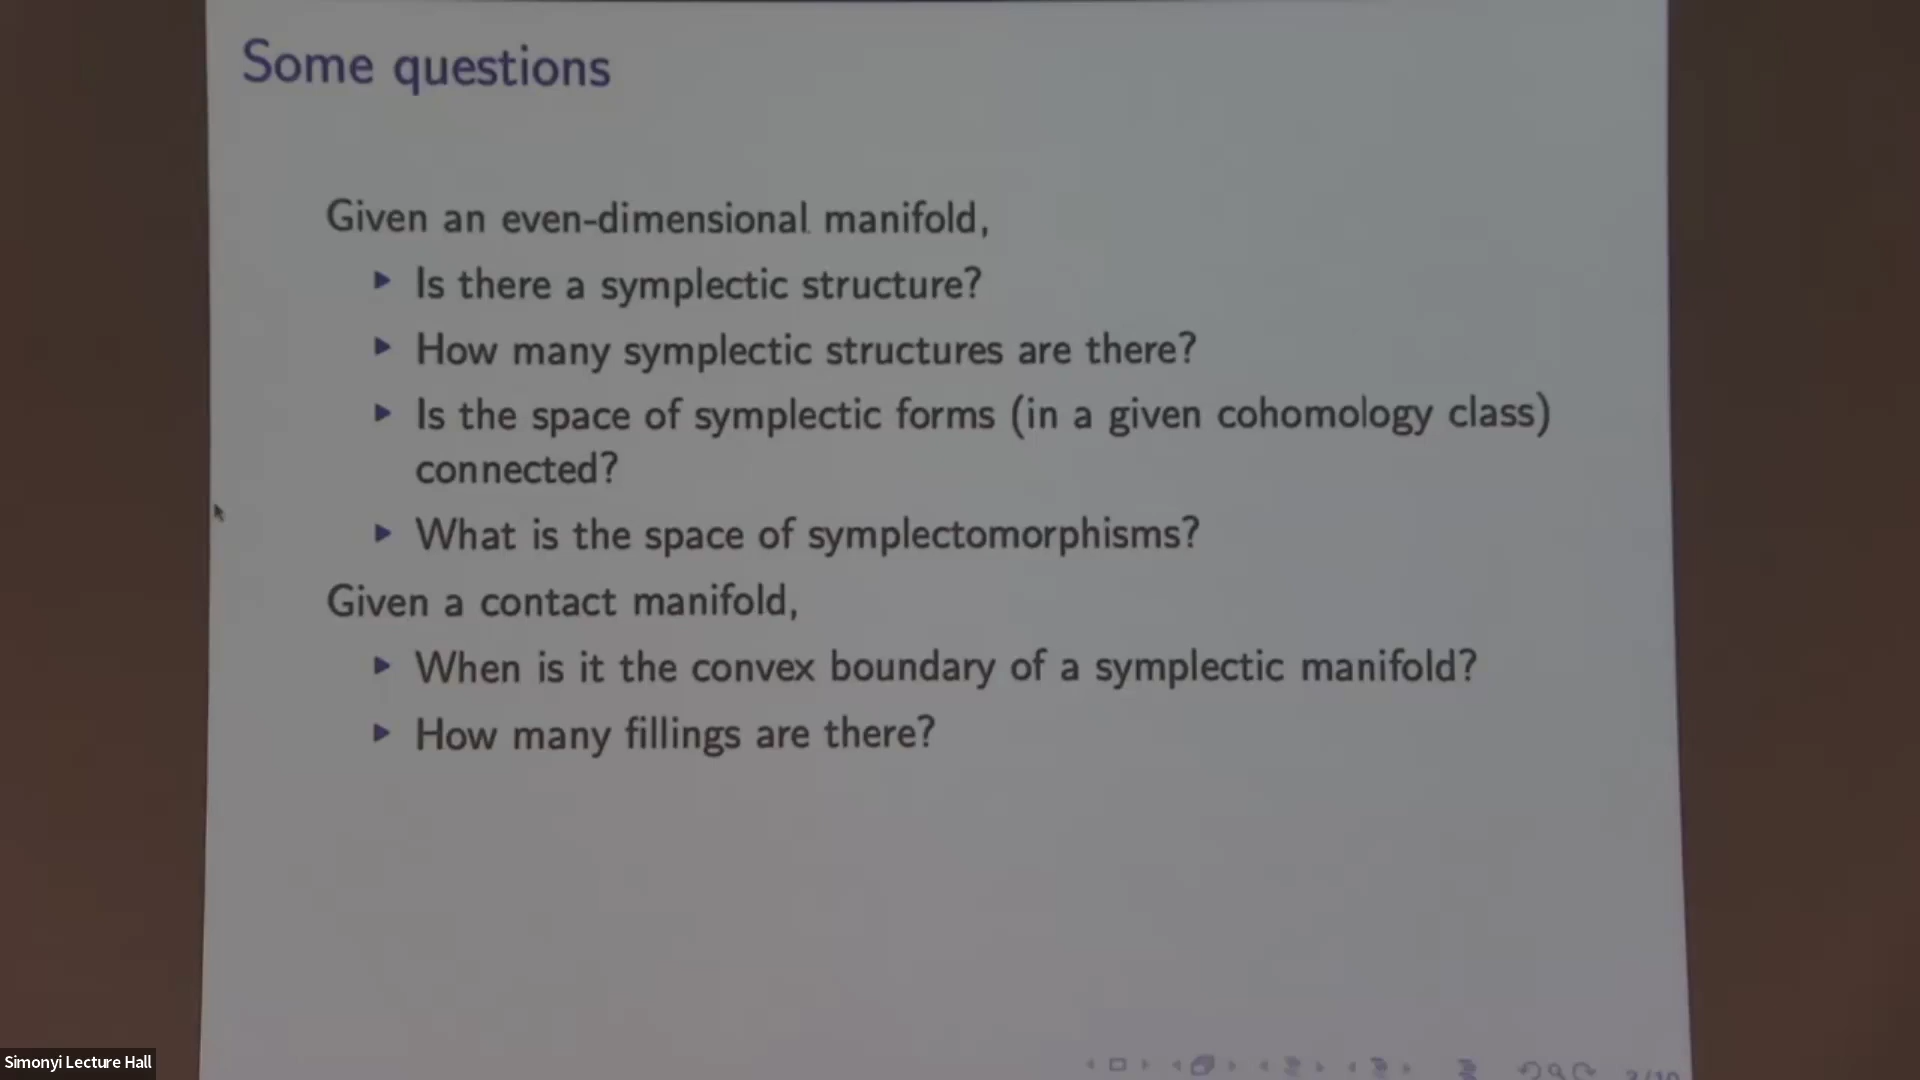 Some questions
Given an even-dimensional manifold,
Is there a symplectic structure?
How many symplectic structures are there?
Is the space of symplectic forms (in a given cohomology class)
connected?
What is the space of symplectomorphisms?
Given a contact manifold,
When is it the convex boundary of a symplectic manifold?
How many fillings are there?
Simonyi Lecture Hall